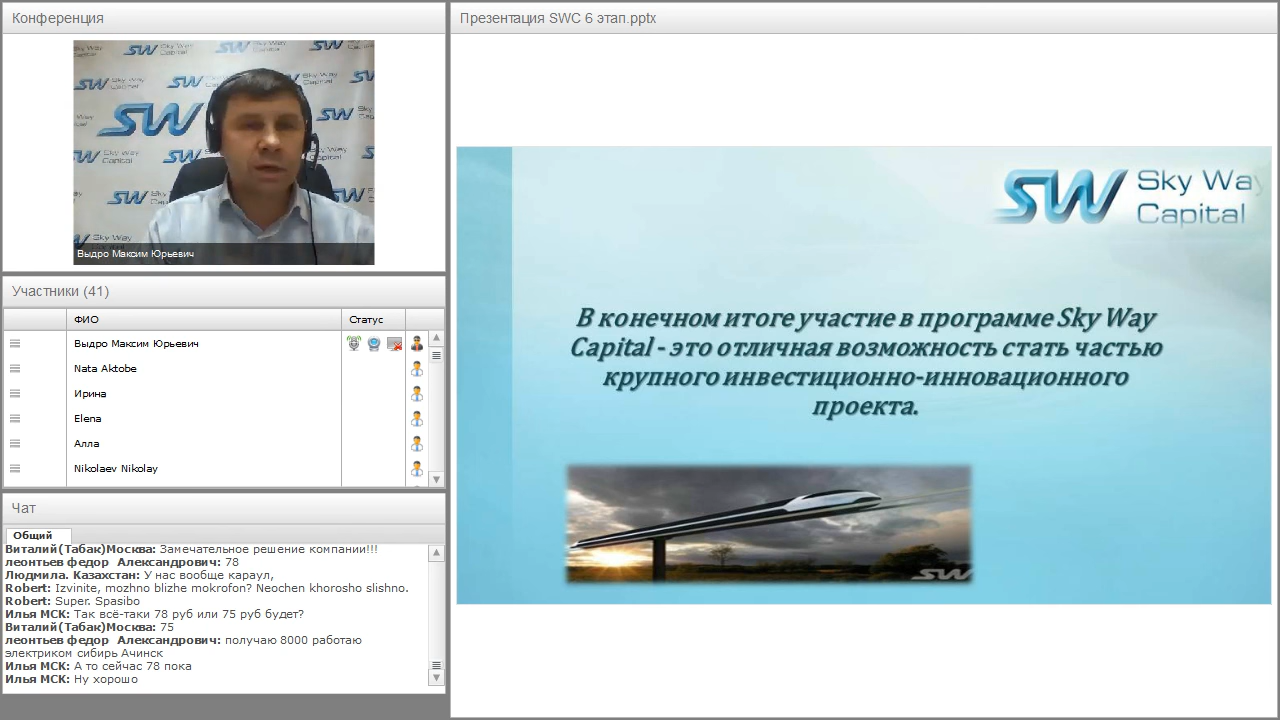 Конференция
Sky Way
Capital
Выдро Максим Юрьевич
Участники (41)
ФИО
Статус
Выдро Максим Юрьевич
Nata Aktobe
Ирина
Elena
Алла
Nikolaev Nikolay
Чат
Общий
Виталий(Табак)Москва: Замечательное решение компании!!!
леонтьев федор Александрович: 78
Людмила. Казахстан: У нас вообще караул,
Robert: Izvinite, mozhno blizhe mokrofon? Neochen khorosho slishno.
Robert: Super. Spasibo
Илья МСК: Так всё-таки 78 руб или 75 руб будет?
Виталий(Табак)Москва: 75
леонтьев федор Александрович: получаю 8000 работаю
электриком сибирь Ачинск
Илья МСК: А то сейчас 78 пока
Илья МСК: Ну хорошо
Презентация SWC 6 этап.pptx
SW Sky Way
Capital
В конечном итоге участие в программе Sky Way
Capital - это отличная возможность стать частью
крупного инвестиционно-инновационного
проекта.
SW